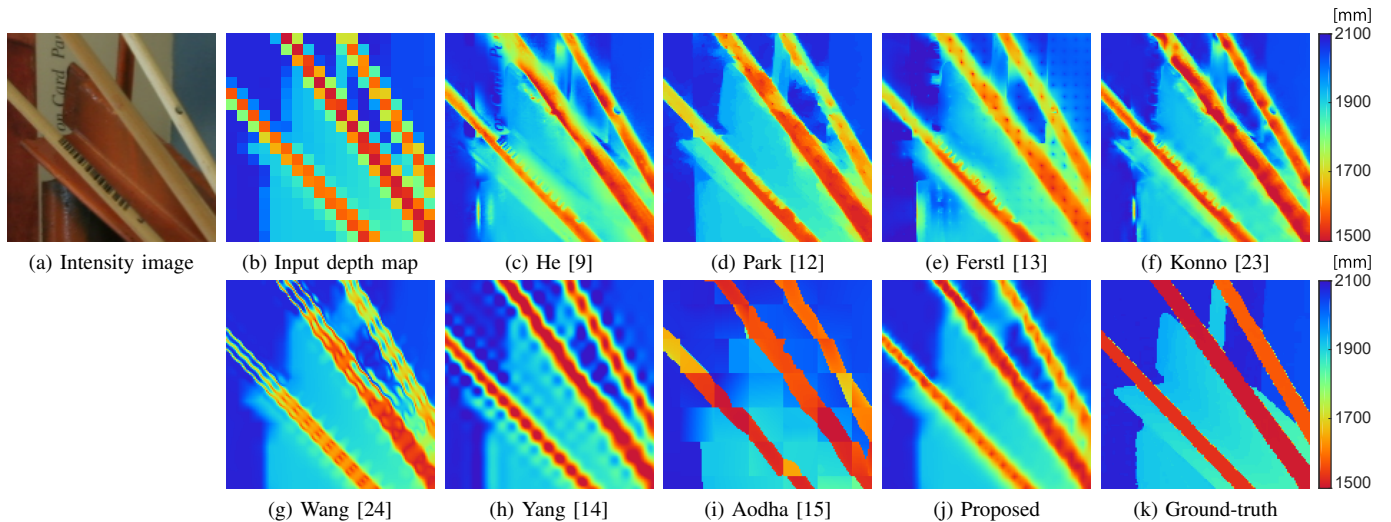 [mm]
2100
1900
1700
1500
(a) Intensity image
(b) Input depth map
(c) He [9]
(d) Park [12]
(e) Ferstl [13]
(f) Konno [23]
[mm]
2100
1900
1700
1500
(g) Wang [24]
(h) Yang [14]
(i) Aodha [15]
(j) Proposed
(k) Ground-truth